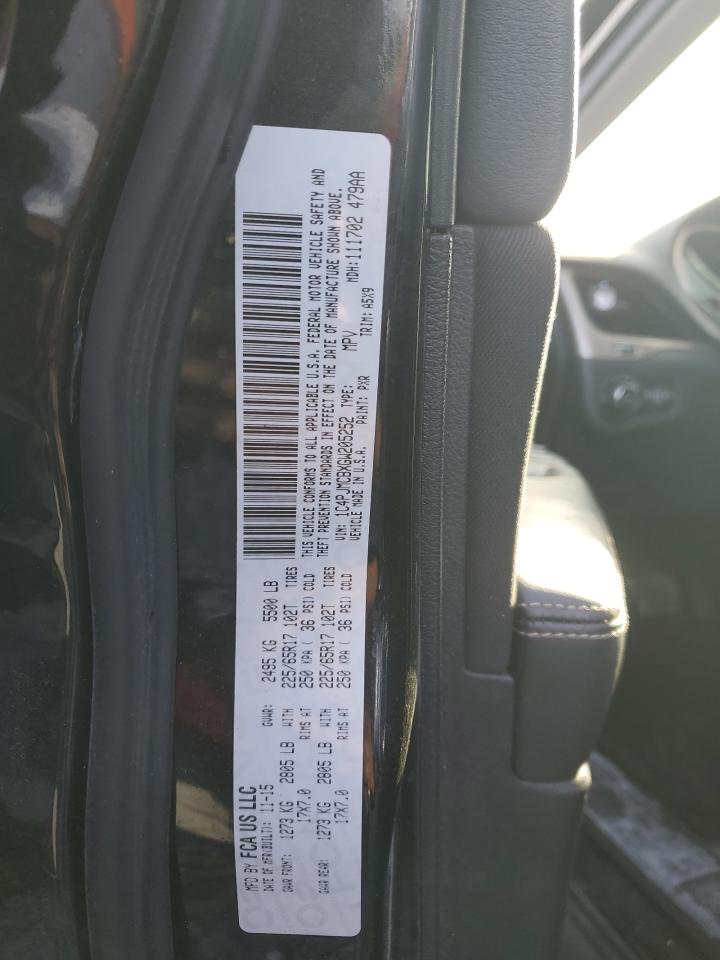 MFD BY FCA US LLC
DATE OF MFR(BUILT): 11-15 GVWR: 2495 KG 5500 LB
GAWR FRONT: 1273 KG 2805 LB WITH 225/65R17 102T TIRES
17X7.0 RIMS AT 250 KPA ( 36 PSI) COLD
GAWR REAR: 1273 KG 2805 LB WITH 225/65R17 102T TIRES
17X7.0 RIMS AT 250 KPA ( 36 PSI) COLD
THIS VEHICLE CONFORMS TO ALL APPLICABLE U.S.A. FEDERAL MOTOR VEHICLE SAFETY AND
THEFT PREVENTION STANDARDS IN EFFECT ON THE DATE OF MANUFACTURE SHOWN ABOVE.
VIN: 1C4PJMCBXGW205252 TYPE: MPV MDH:111702 479AA
VEHICLE MADE IN U.S.A. PAINT: PXR TRIM: A5X9